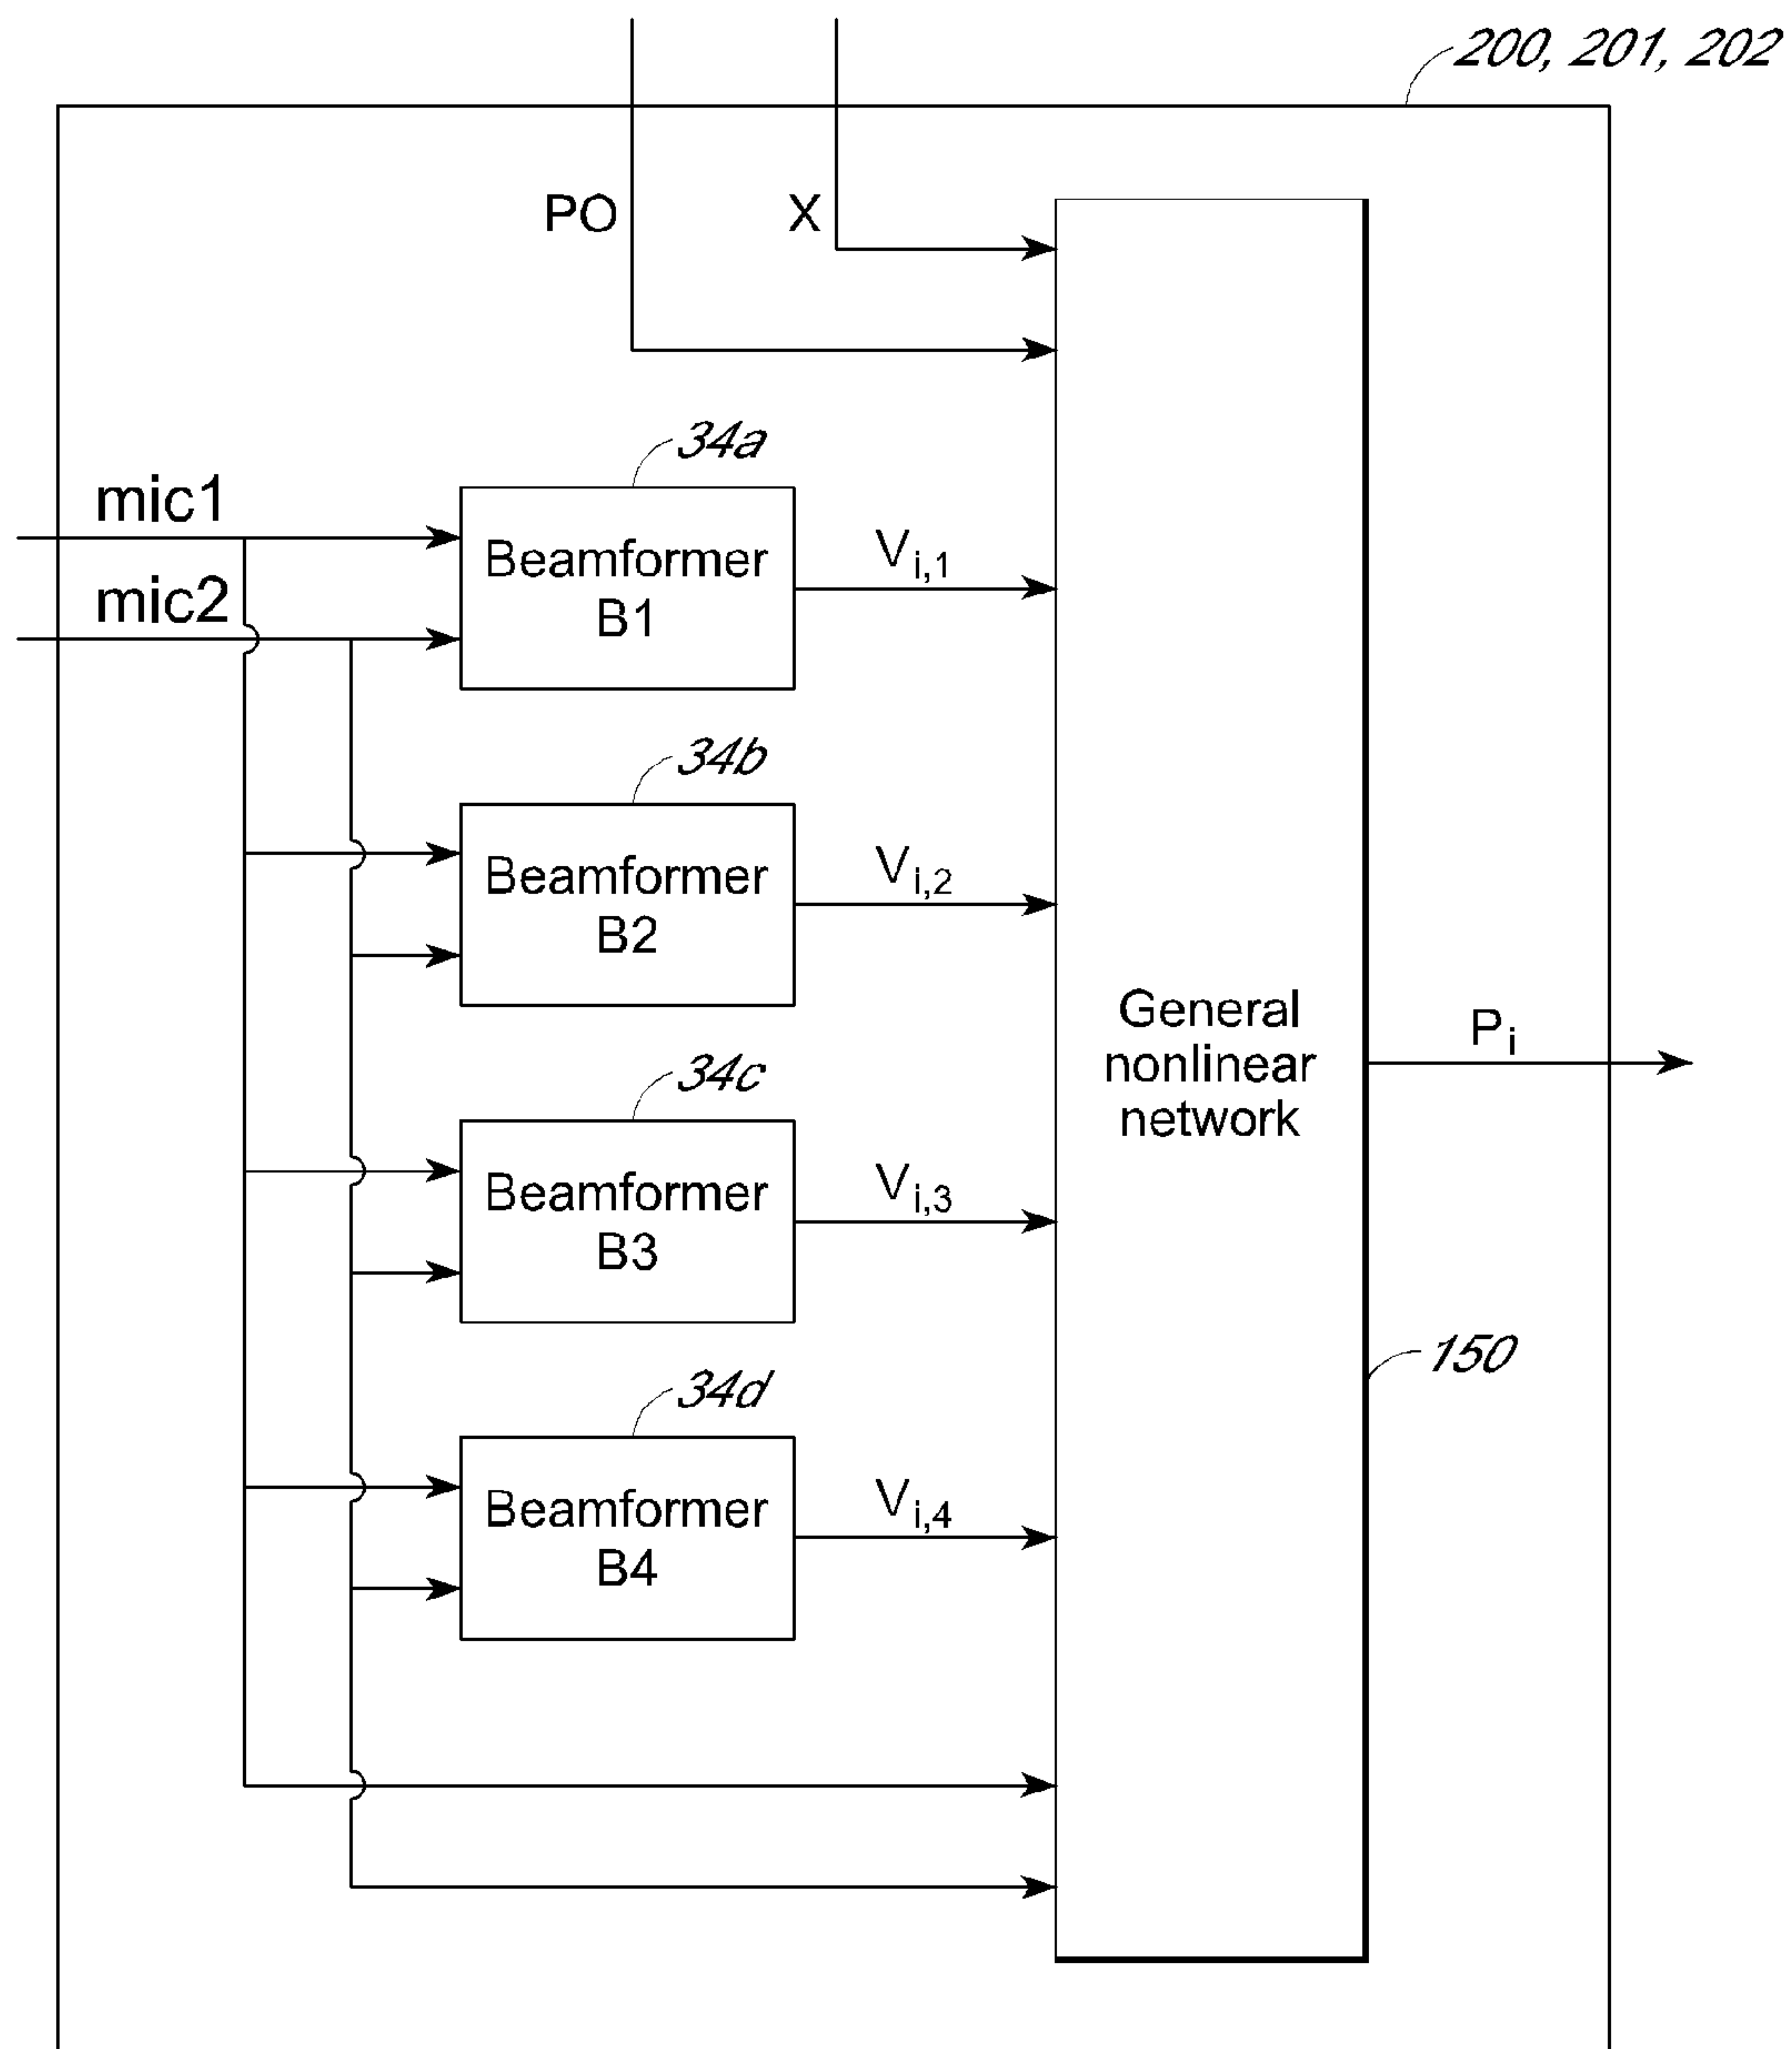 200, 201, 202
PO
X
34a
mic1
mic2
Beamformer
B1
Vi,1
34b
Beamformer
B2
Vi,2
General
nonlinear
network
Pi
34c
Beamformer
B3
Vi,3
150
34d
Beamformer
B4
Vi,4